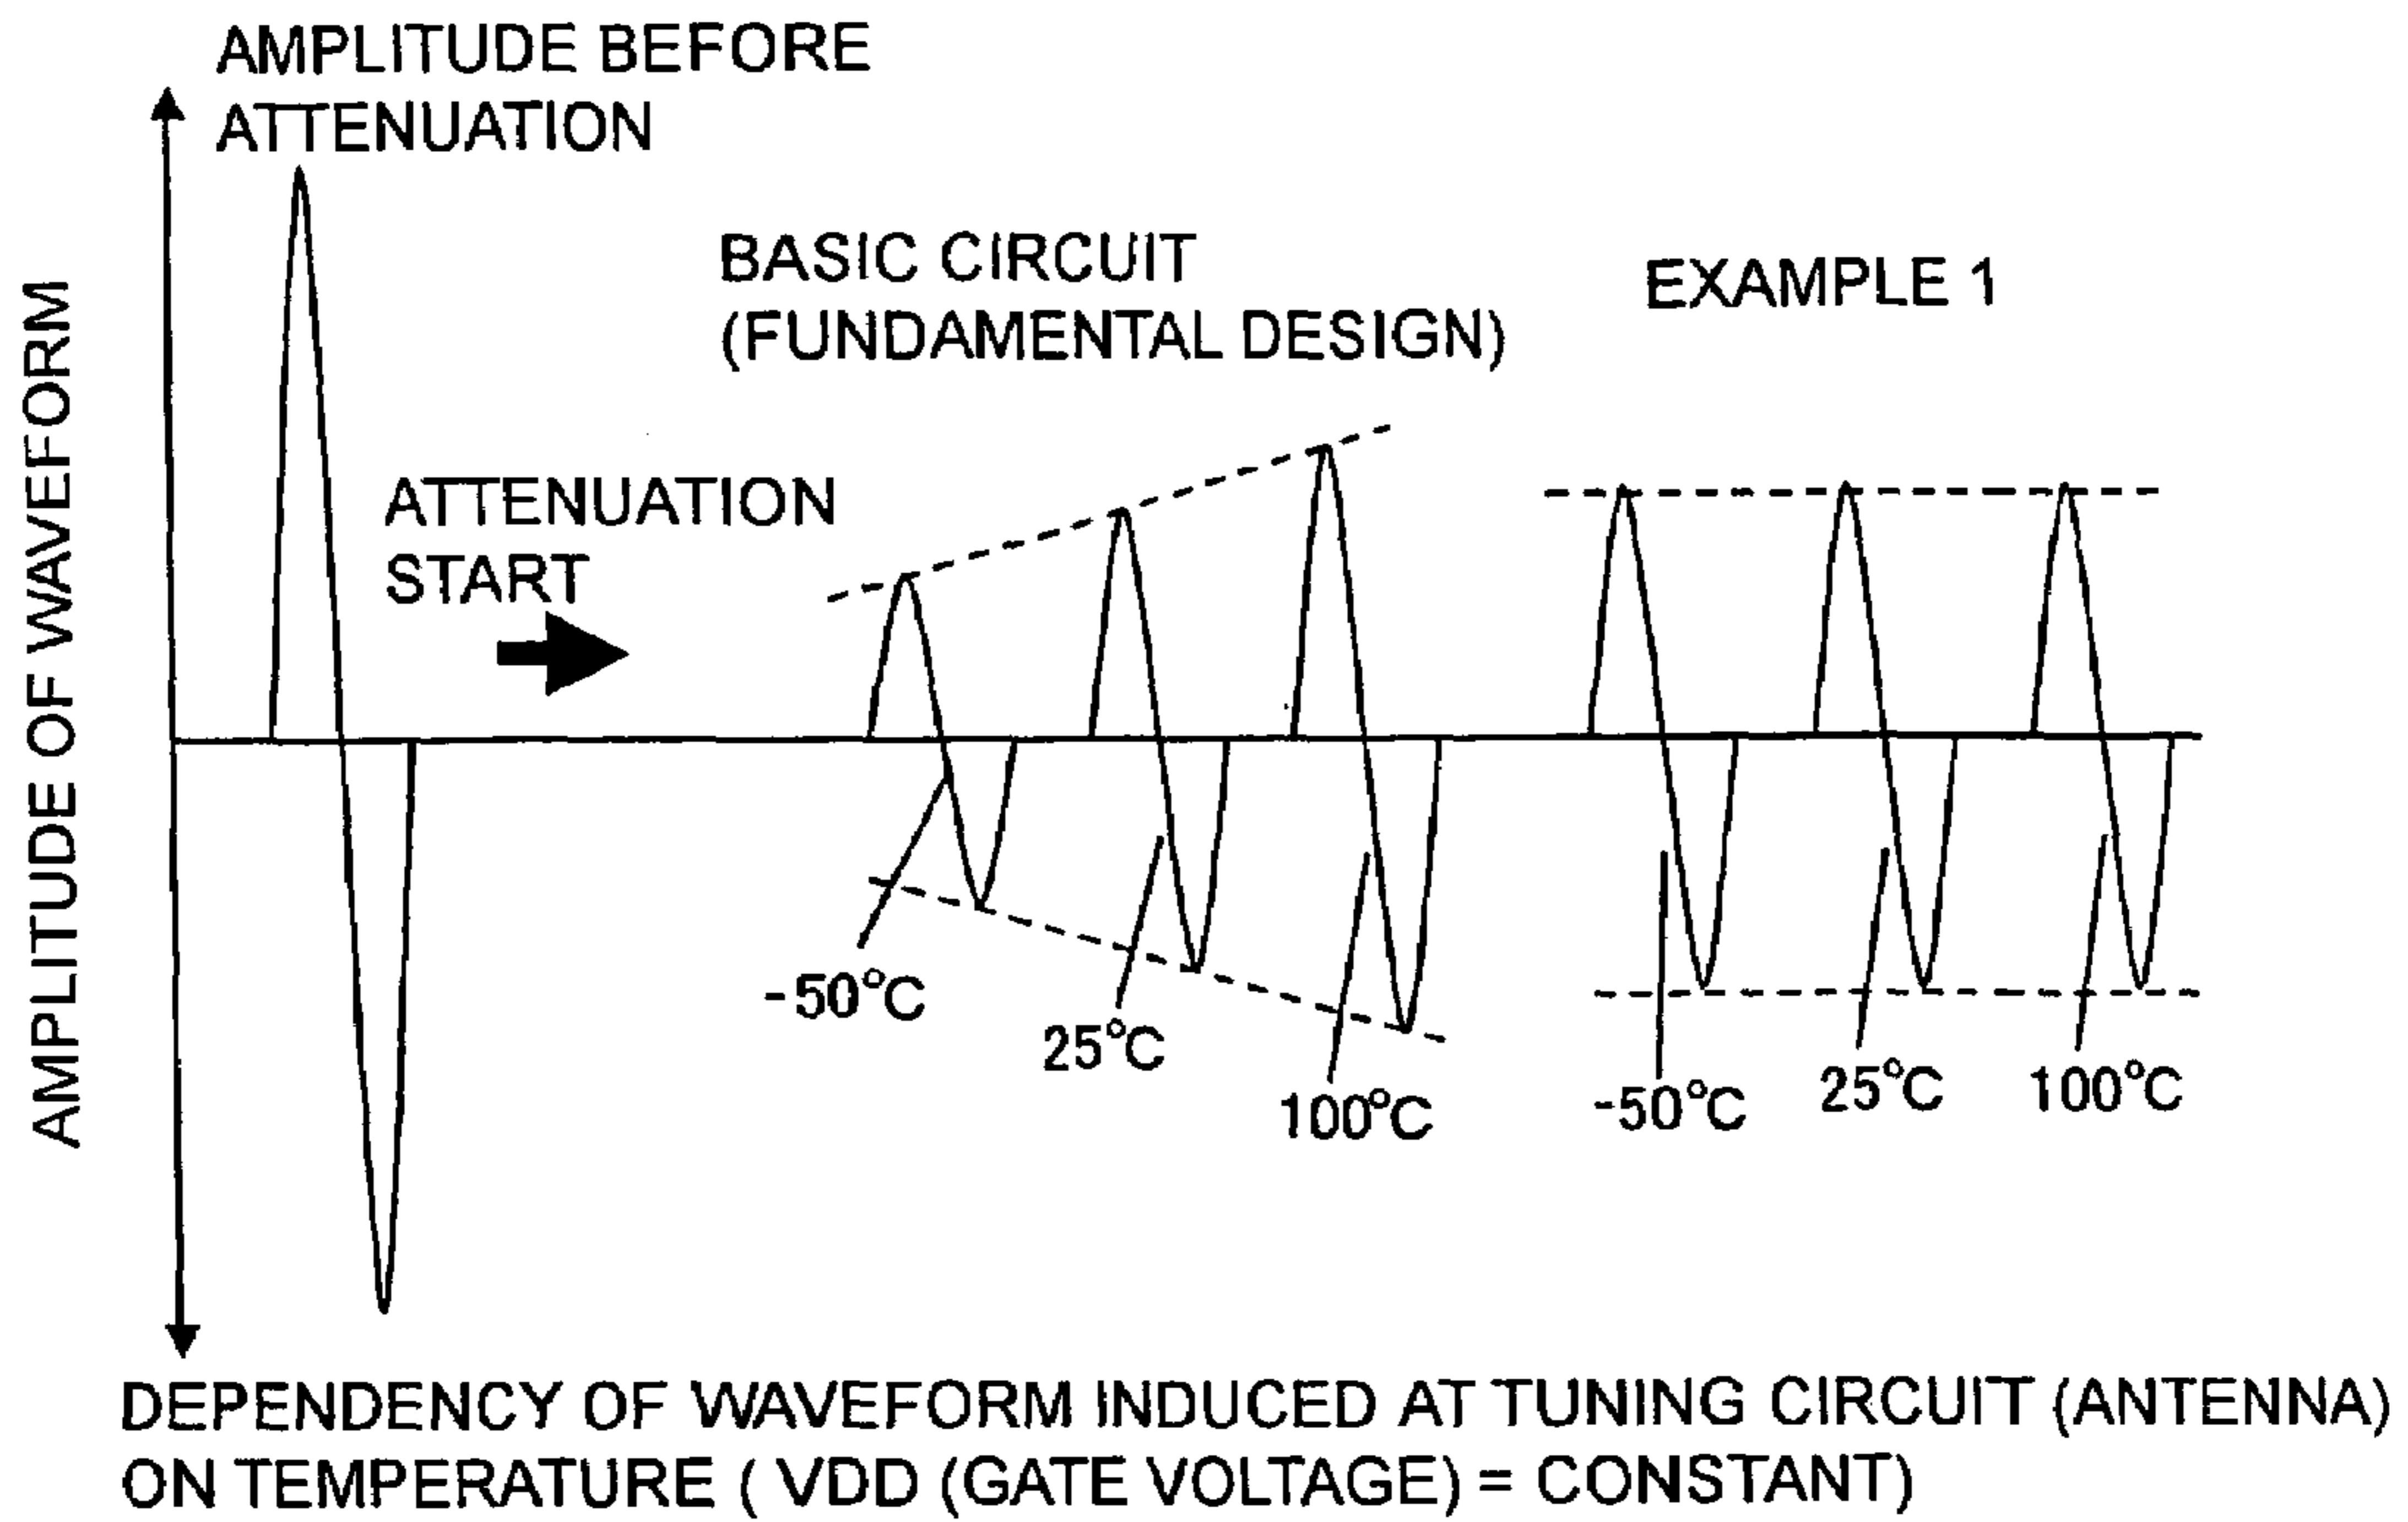 AMPLITUDE BEFORE
ATTENUATION
AMPLITUDE OF WAVEFORM
BASIC CIRCUIT
(FUNDAMENTAL DESIGN)
EXAMPLE 1
ATTENUATION
START
-50°C
25°C
100°C
-50°C
25°C
100°C
DEPENDENCY OF WAVEFORM INDUCED AT TUNING CIRCUIT (ANTENNA)
ON TEMPERATURE ( VDD (GATE VOLTAGE) = CONSTANT)